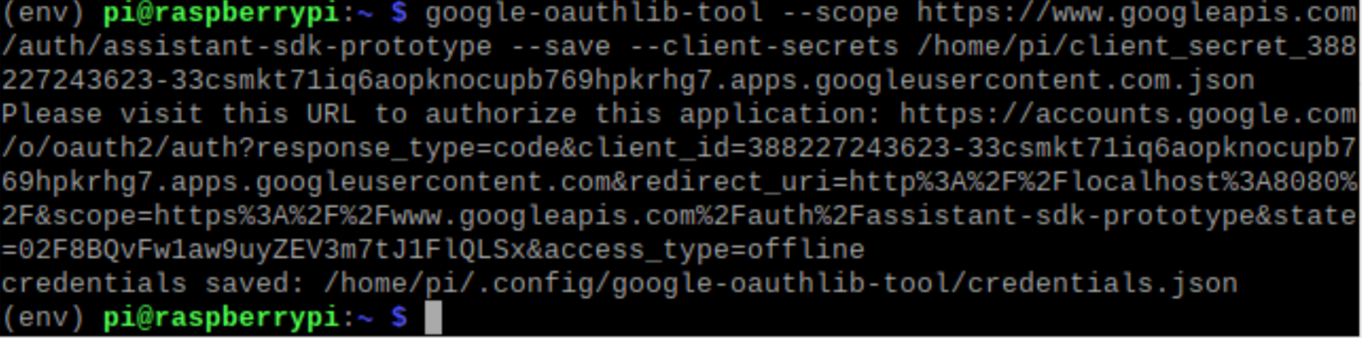 (env) pi@raspberrypi:~ $ google-oauthlib-tool --scope https://www.googleapis.com
/auth/assistant-sdk-prototype --save --client-secrets /home/pi/client_secret_388
227243623-33csmkt71iq6aopknocupb769hpkrhg7.apps.googleusercontent.com.json
Please visit this URL to authorize this application: https://accounts.google.com
/o/oauth2/auth?response_type=code&client_id=388227243623-33csmkt71iq6aopknocupb7
69hpkrhg7.apps.googleusercontent.com&redirect_uri=http%3A%2F%2Flocalhost%3A8080%
2F&scope=https%3A%2F%2Fwww.googleapis.com%2Fauth%2Fassistant-sdk-prototype&state
=02F8BQvFw1aw9uyZEV3m7tJ1FlQLSx&access_type=offline
credentials saved: /home/pi/.config/google-oauthlib-tool/credentials.json
(env) pi@raspberrypi:~ $